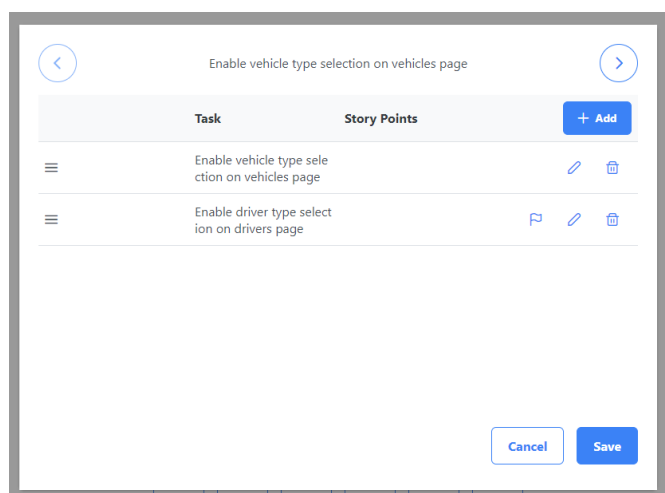 Enable vehicle type selection on vehicles page
Task Story Points + Add
Enable vehicle type sele
ction on vehicles page
Enable driver type select
ion on drivers page
Cancel Save